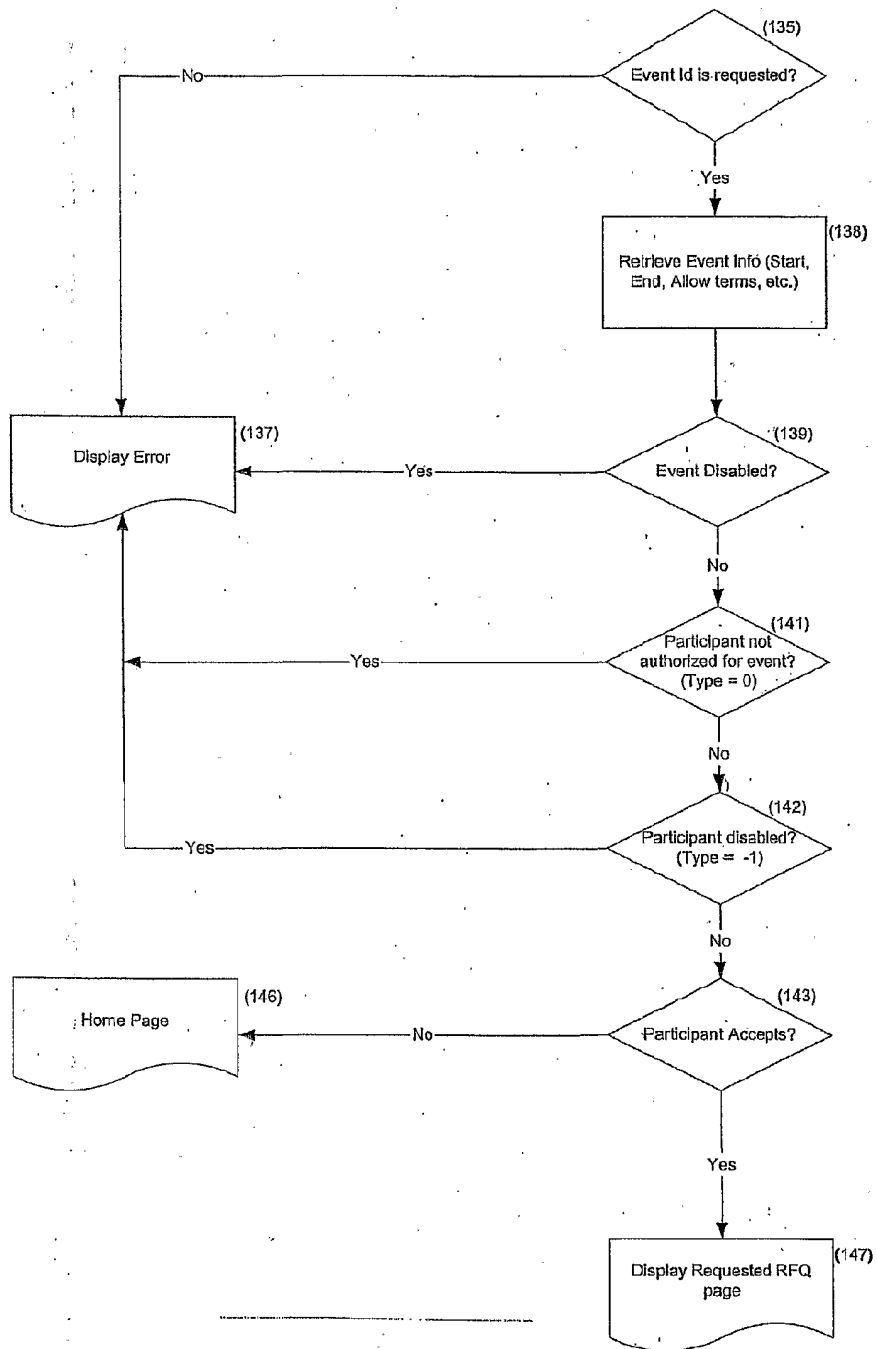 (135)
Event Id is requested?
No
Yes
(138)
Retrieve Event Info (Start,
End, Allow terms, etc.)
(137)
Display Error
(139)
Event Disabled?
Yes
No
(141)
Participant not
authorized for event?
(Type = 0)
Yes
No
(142)
Participant disabled?
(Type = -1)
Yes
No
(146)
Home Page
(143)
Participant Accepts?
No
Yes
(147)
Display Requested RFQ
page